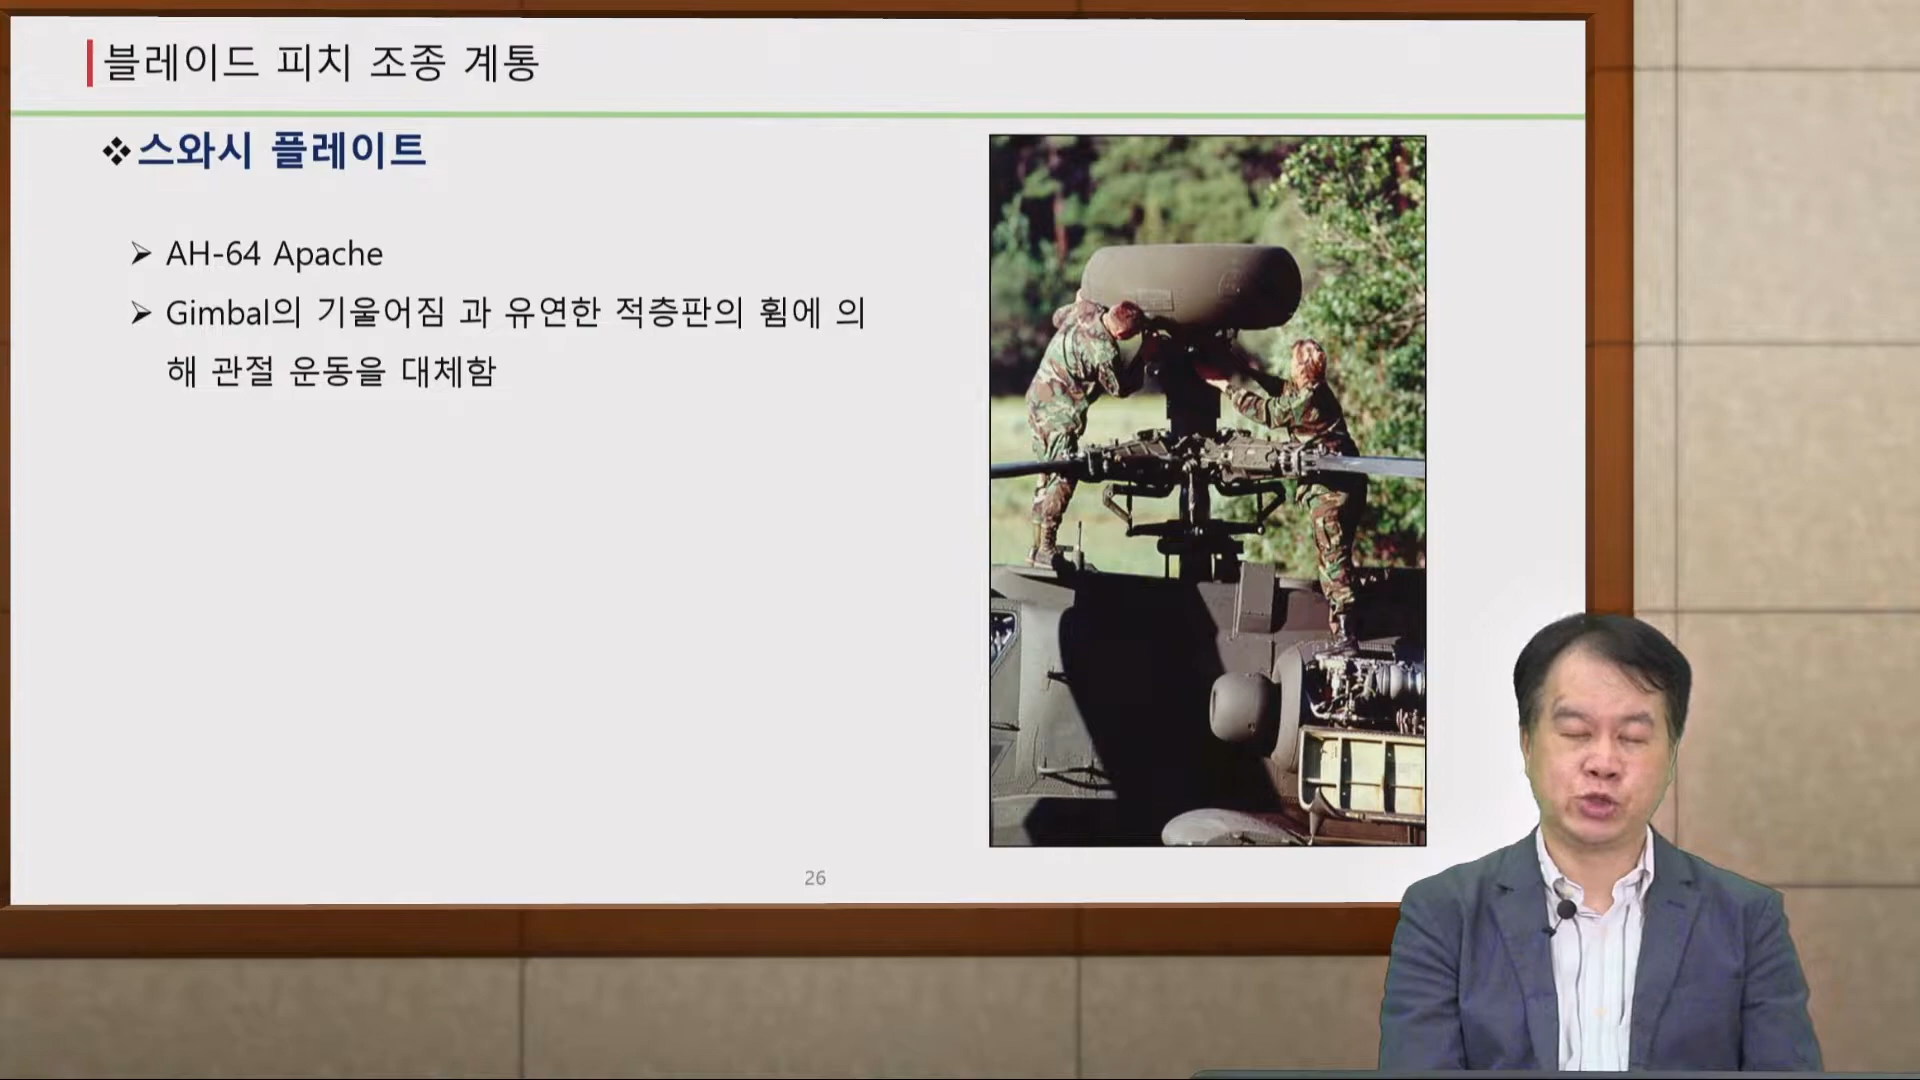 블레이드 피치 조종 계통
스와시 플레이트
AH-64 Apache
Gimbal의 기울어짐 과 유연한 적층판의 휨에 의
해 관절 운동을 대체함
26